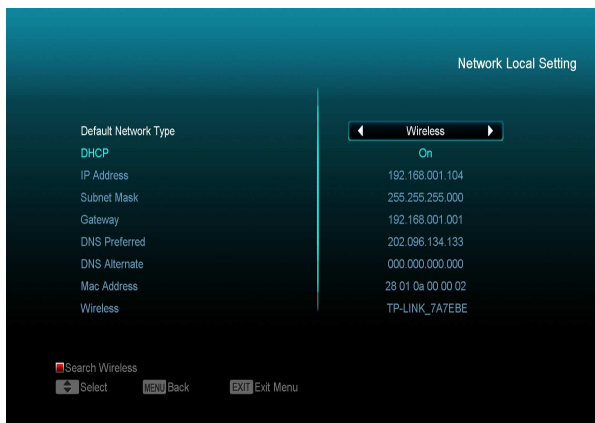 Network Local Setting
Default Network Type Wireless
DHCP On
IP Address 192.168.001.104
Subnet Mask 255.255.255.000
Gateway 192.168.001.001
DNS Preferred 202.096.134.133
DNS Alternate 000.000.000.000
Mac Address 28 01 0a 00 00 02
Wireless TP-LINK_7A7EBE
Search Wireless
Select MENU Back EXIT Exit Menu